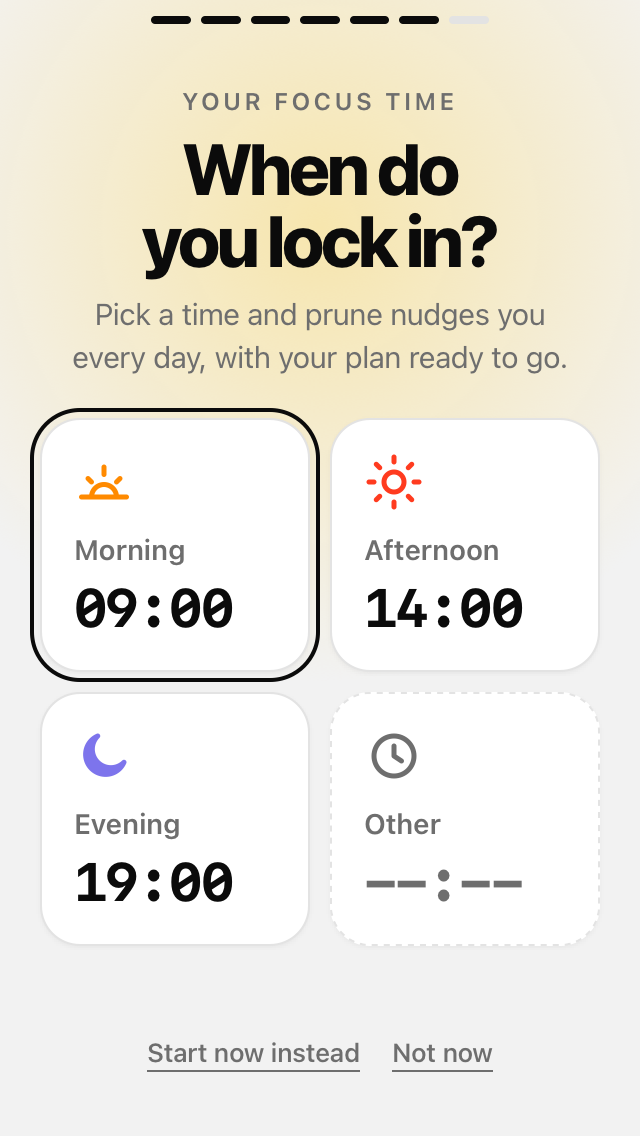 YOUR FOCUS TIME
When do
you lock in?
Pick a time and prune nudges you
every day, with your plan ready to go.
Morning
09:00
Afternoon
14:00
Evening
19:00
Other
--:--
Start now instead
Not now